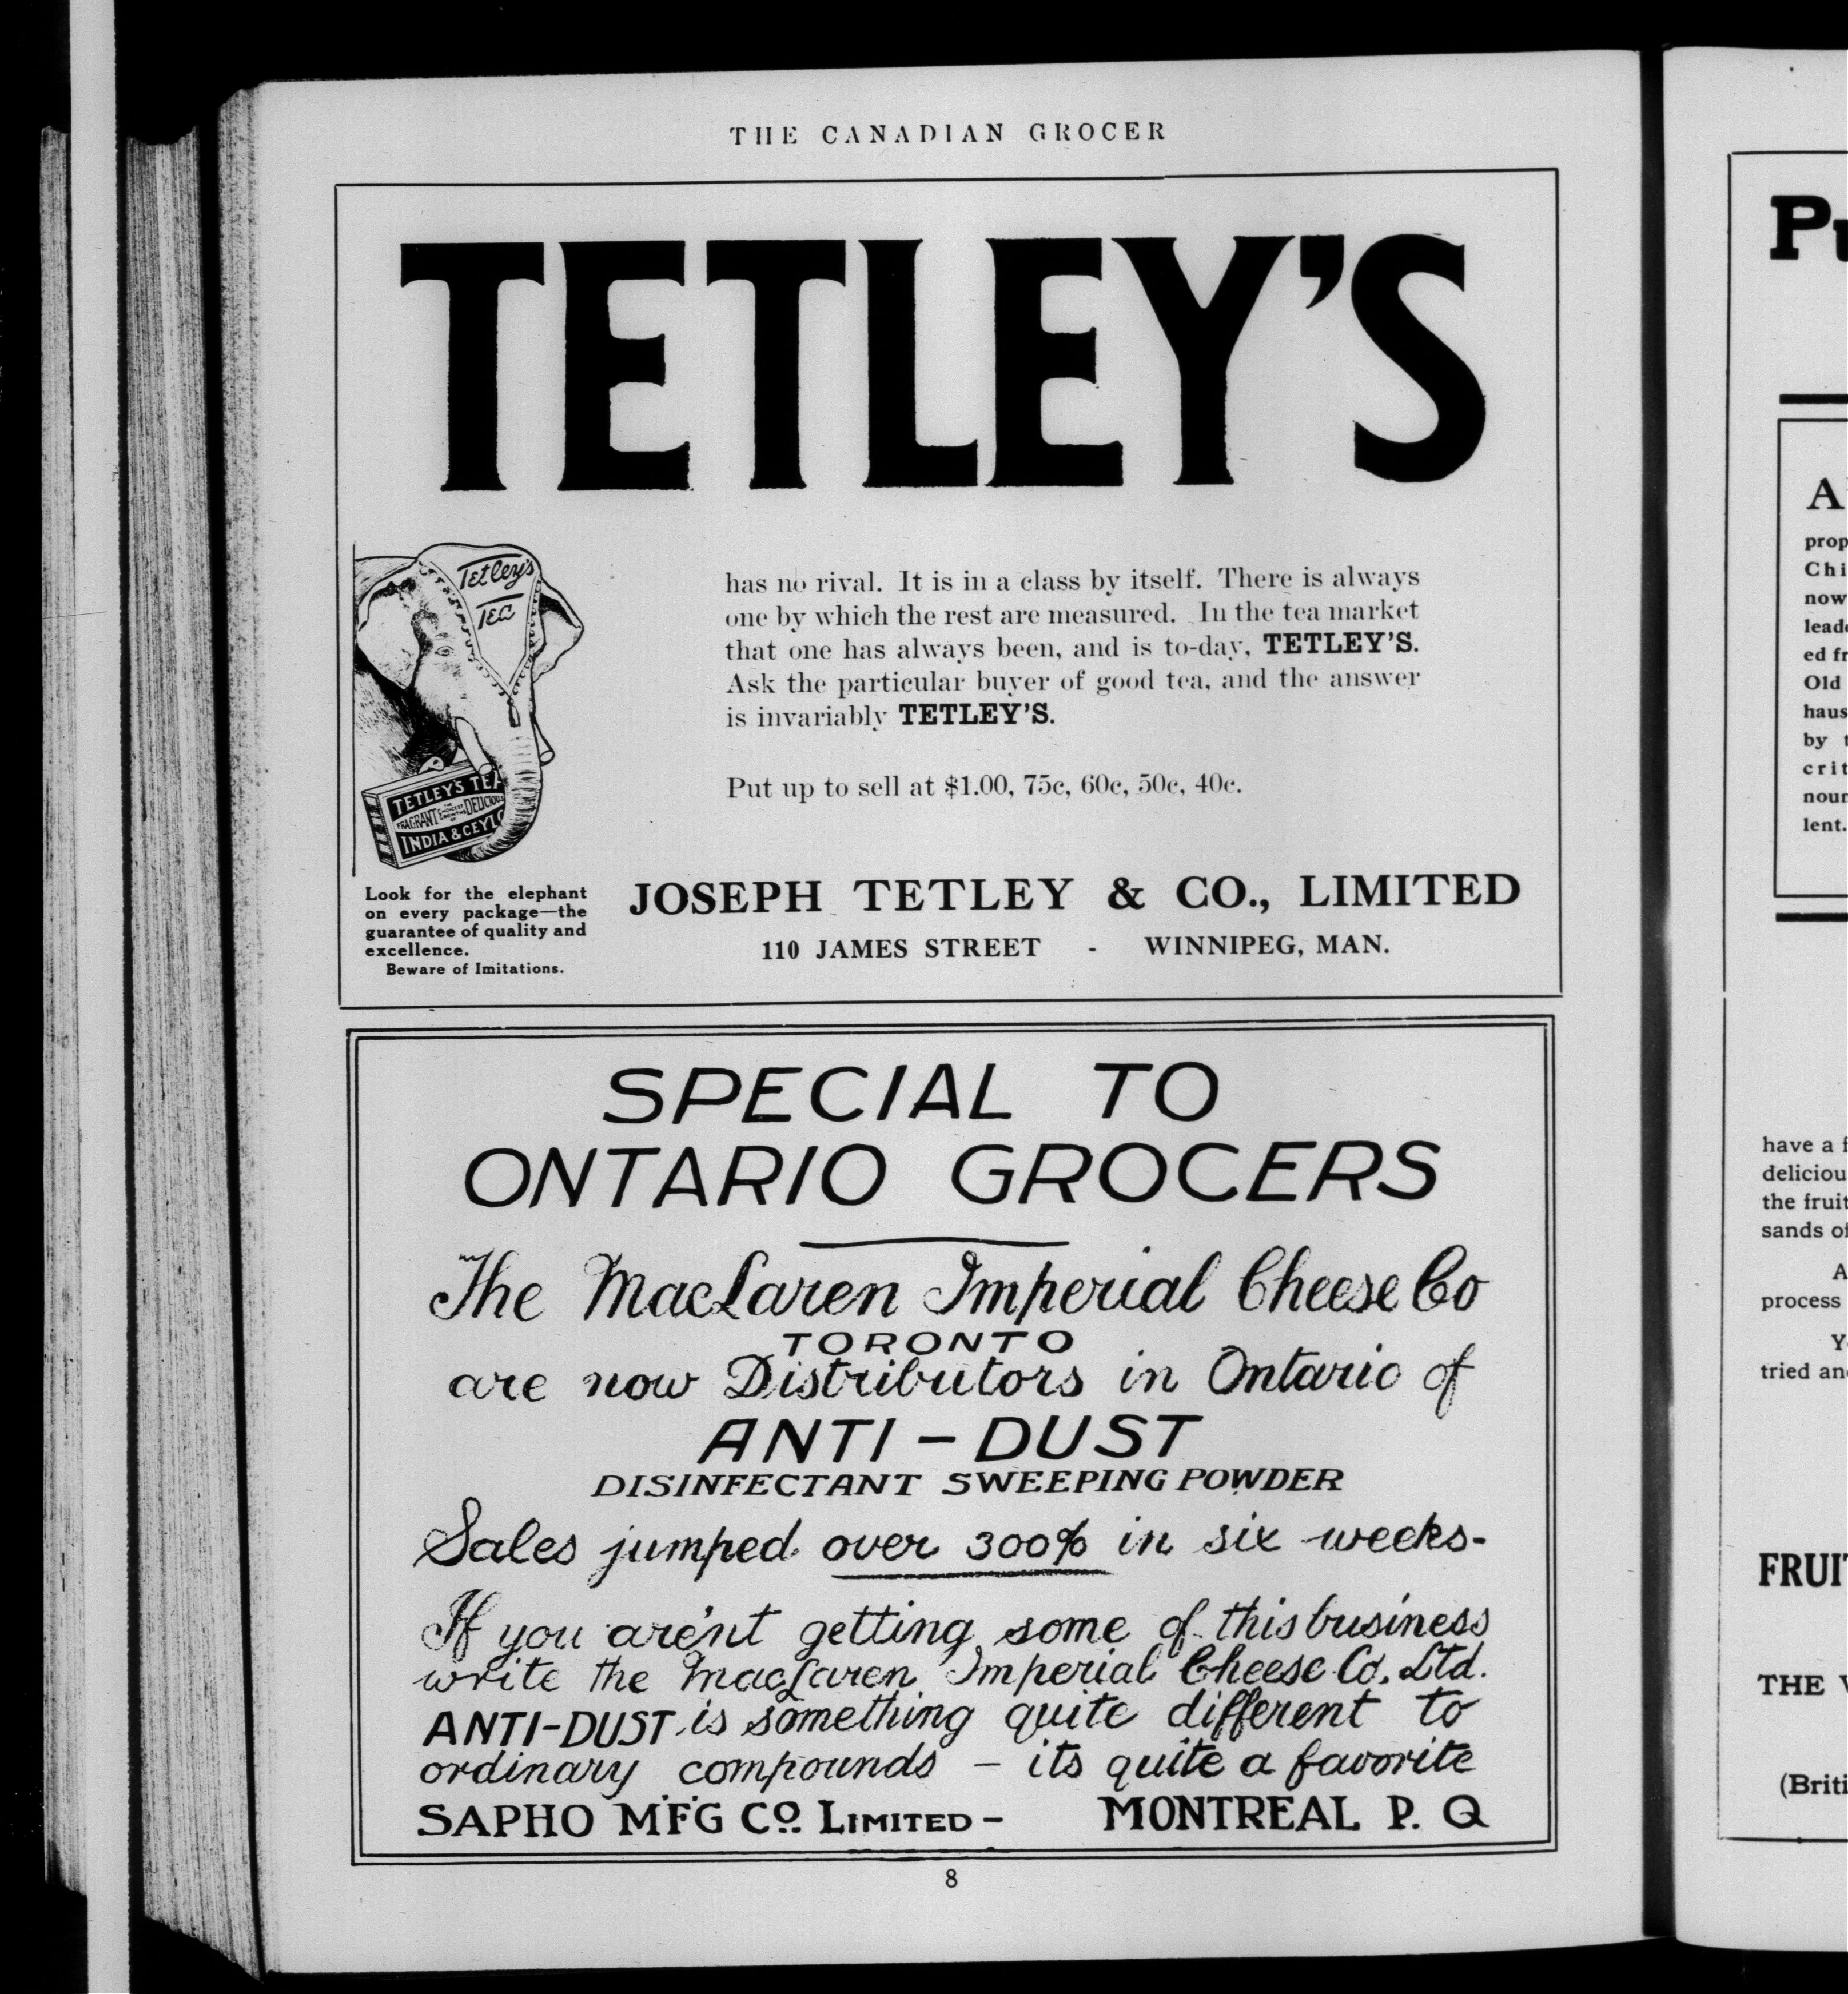 THE CANADIAN GROCER
TETLEY'S
Tetley's
Tea
TETLEY'S TEA
FRAGRANT
DELICIOUS
INDIA & CEYLO
has no rival. It is in a class by itself. There is always
one by which the rest are measured. In the tea market
that one has always been, and is to-day, TETLEY'S.
Ask the particular buyer of good tea, and the answer
is invariably TETLEY'S.
Put up to sell at $1.00, 75c, 60c, 50c, 40c.
Look for the elephant
on every package—the
guarantee of quality and
excellence.
Beware of Imitations.
JOSEPH TETLEY & CO., LIMITED
110 JAMES STREET - WINNIPEG, MAN.
SPECIAL TO
ONTARIO GROCERS
The MacLaren Imperial Cheese Co
TORONTO
are now Distributors in Ontario of
ANTI-DUST
DISINFECTANT SWEEPING POWDER
Sales jumped over 300% in six weeks-
If you are'nt getting some of this business
write the MacLaren Imperial Cheese Co. Ltd.
ANTI-DUST is something quite different to
ordinary compounds – its quite a favorite
SAPHO M'F'G Co. LIMITED – MONTREAL P. Q
8
Pu
A
prop
Chi
now
lead
ed fr
Old
haus
by t
crit
noun
lent.
have a f
deliciou
the fruit
sands of
A
process
Y
tried an
FRUI
THE
(Briti